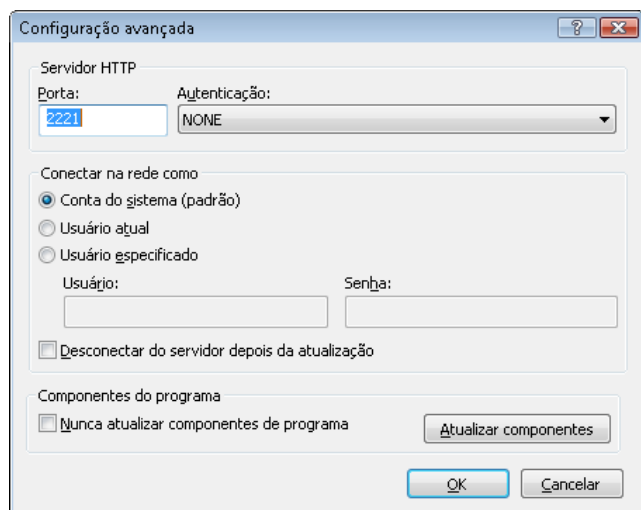 Configuração avançada
Servidor HTTP
Porta: Autenticação:
2221 NONE
Conectar na rede como
Conta do sistema (padrão)
Usuário atual
Usuário especificado
Usuário: Senha:
Desconectar do servidor depois da atualização
Componentes do programa
Nunca atualizar componentes de programa
Atualizar componentes
OK Cancelar